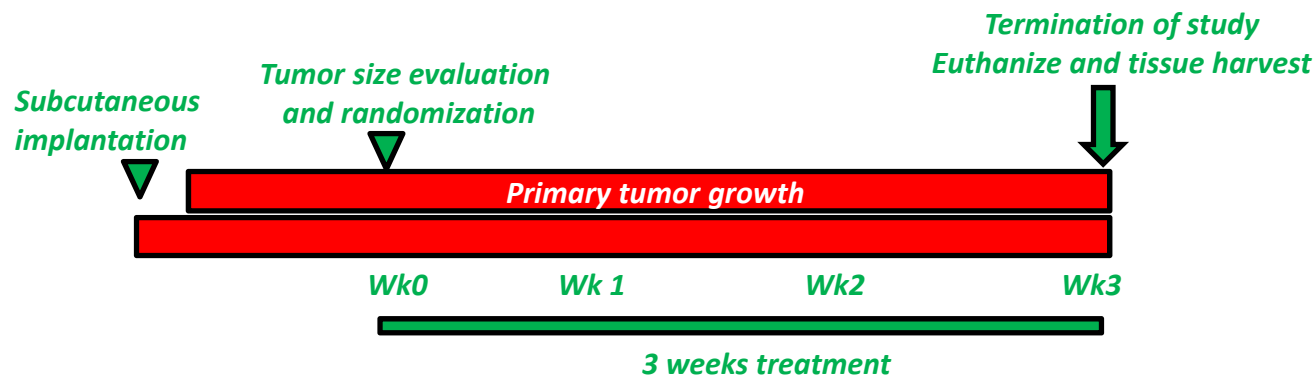 Termination of study
Euthanize and tissue harvest
Tumor size evaluation
and randomization
Subcutaneous
implantation
Primary tumor growth
Wk0 Wk 1 Wk2 Wk3
3 weeks treatment